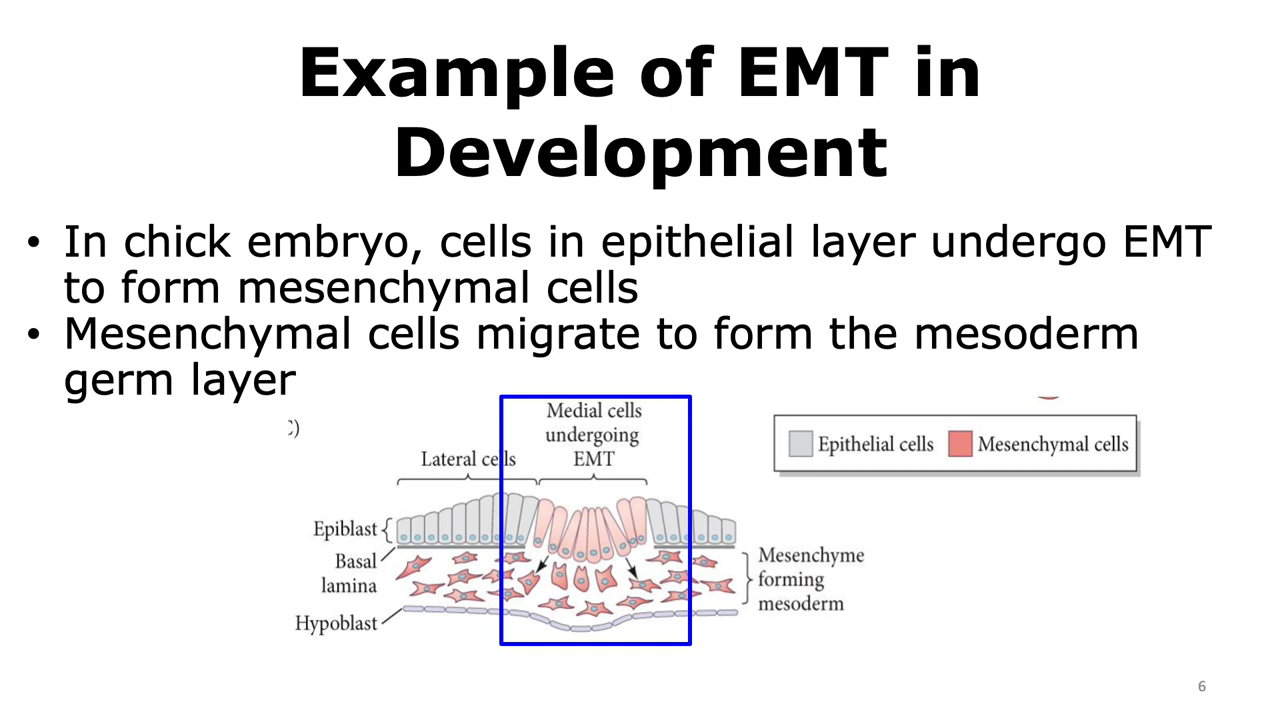 Example of EMT in
Development
• In chick embryo, cells in epithelial layer undergo EMT
to form mesenchymal cells
• Mesenchymal cells migrate to form the mesoderm
germ layer
Medial cells
undergoing
EMT
Lateral cells
Epithelial cells
Mesenchymal cells
Epiblast
Basal
lamina
Hypoblast
Mesenchyme
forming
mesoderm
6